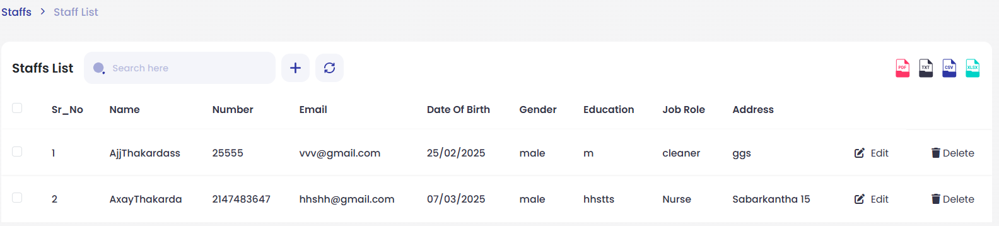 Staffs > Staff List
Staffs List Search here PDF TXT CSV XLSX
Sr_No Name Number Email Date Of Birth Gender Education Job Role Address
1 AjjThakardass 25555 vvv@gmail.com 25/02/2025 male m cleaner ggs Edit Delete
2 AxayThakarda 2147483647 hhshh@gmail.com 07/03/2025 male hhstts Nurse Sabarkantha 15 Edit Delete